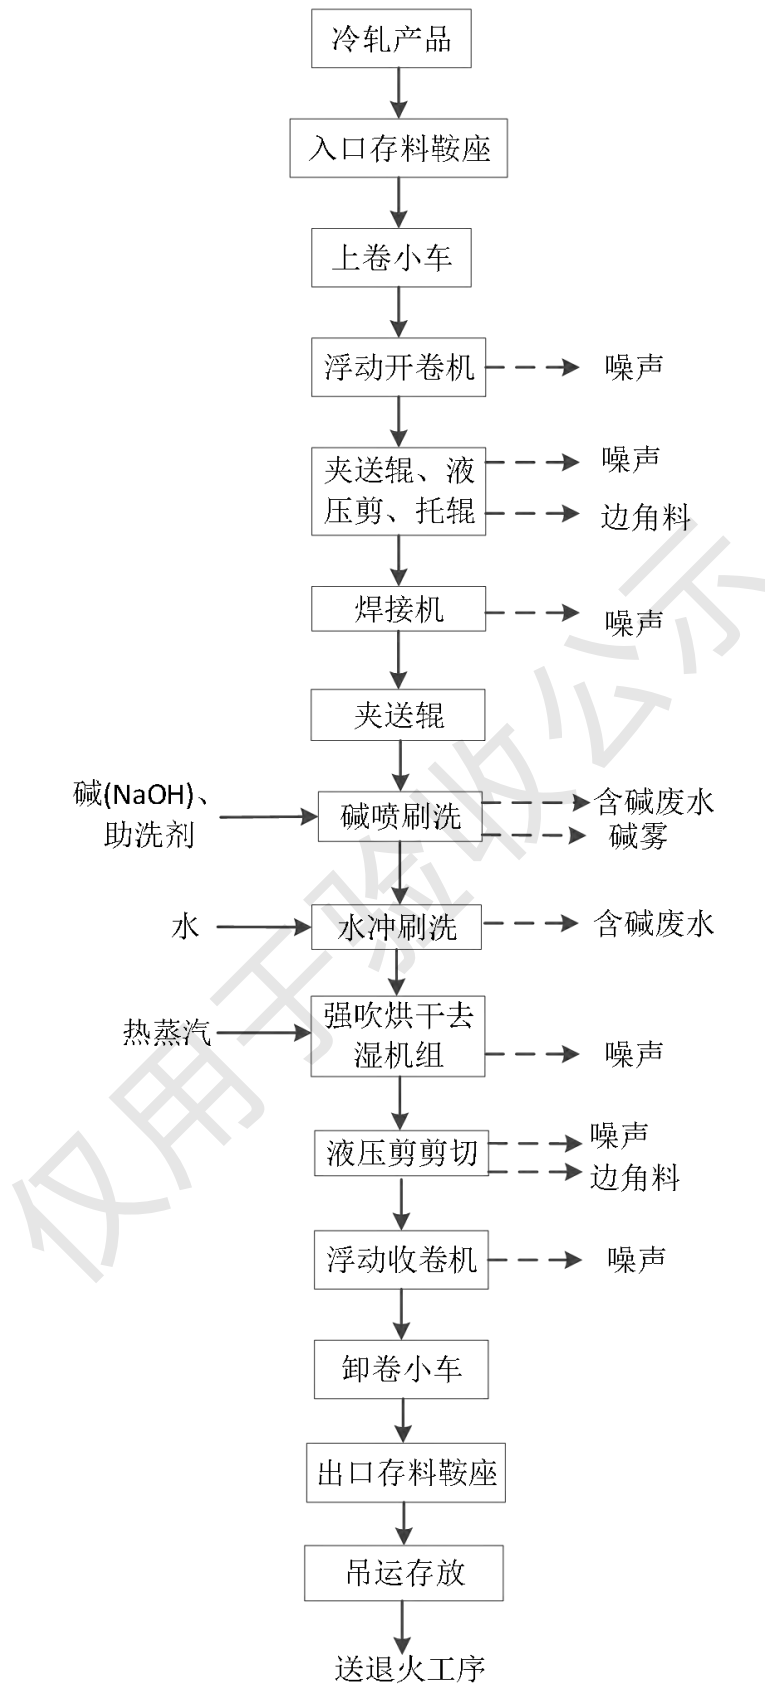 冷轧产品
入口存料鞍座
上卷小车
浮动开卷机
噪声
夹送辊、液
压剪、托辊
噪声
边角料
焊接机
噪声
夹送辊
碱(NaOH)、
助洗剂
碱喷刷洗
含碱废水
碱雾
水
水冲刷洗
含碱废水
热蒸汽
强吹烘干去
湿机组
噪声
液压剪剪切
噪声
边角料
浮动收卷机
噪声
卸卷小车
出口存料鞍座
吊运存放
送退火工序
仅用于验收公示